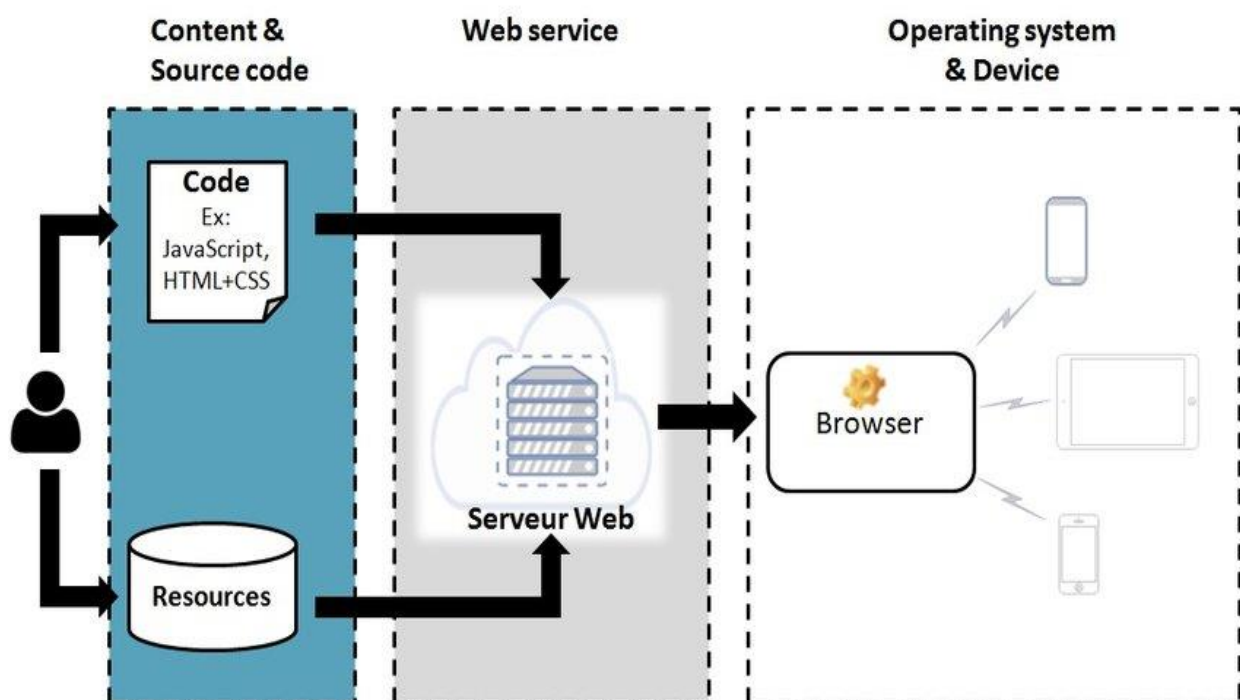 Content &
Source code
Web service
Operating system
& Device
Code
Ex:
JavaScript,
HTML+CSS
Resources
Serveur Web
Browser